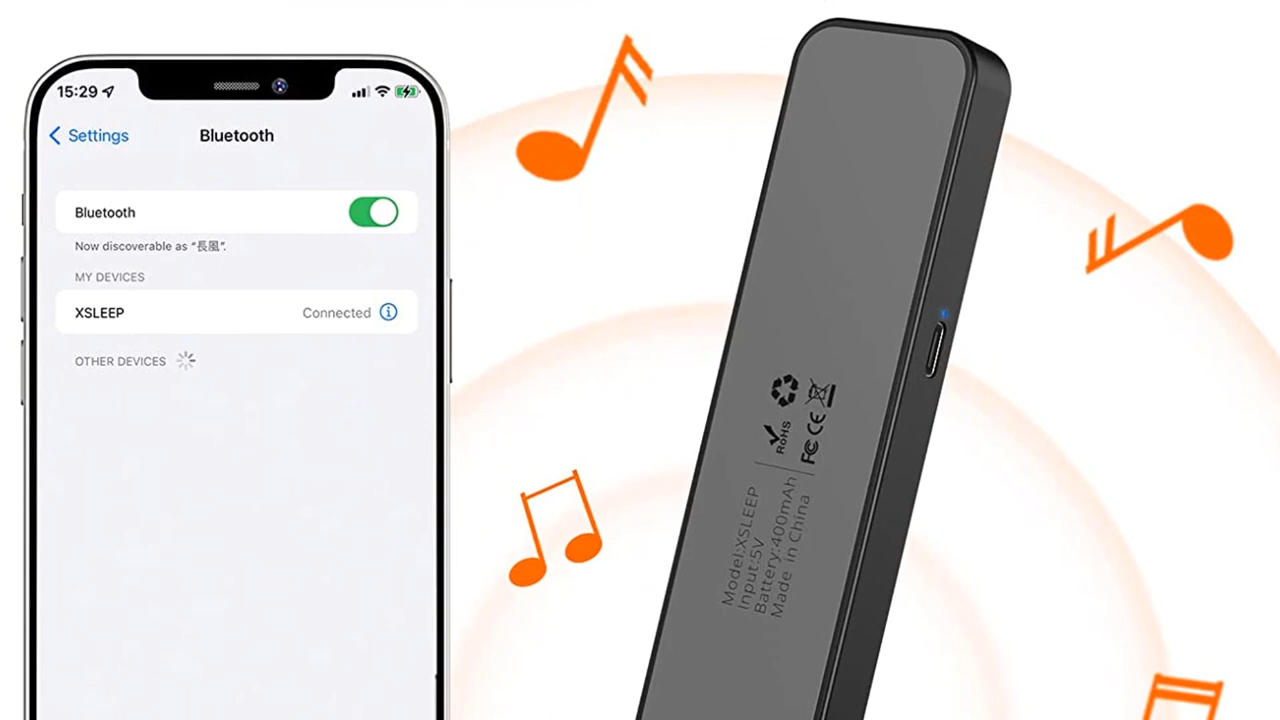 15:29
Settings
Bluetooth
Bluetooth
Now discoverable as “長風”.
MY DEVICES
XSLEEP
Connected
OTHER DEVICES
Model:XSLEEP
Input:5V
Battery:400mAh
Made in China
RoHS
FC CE